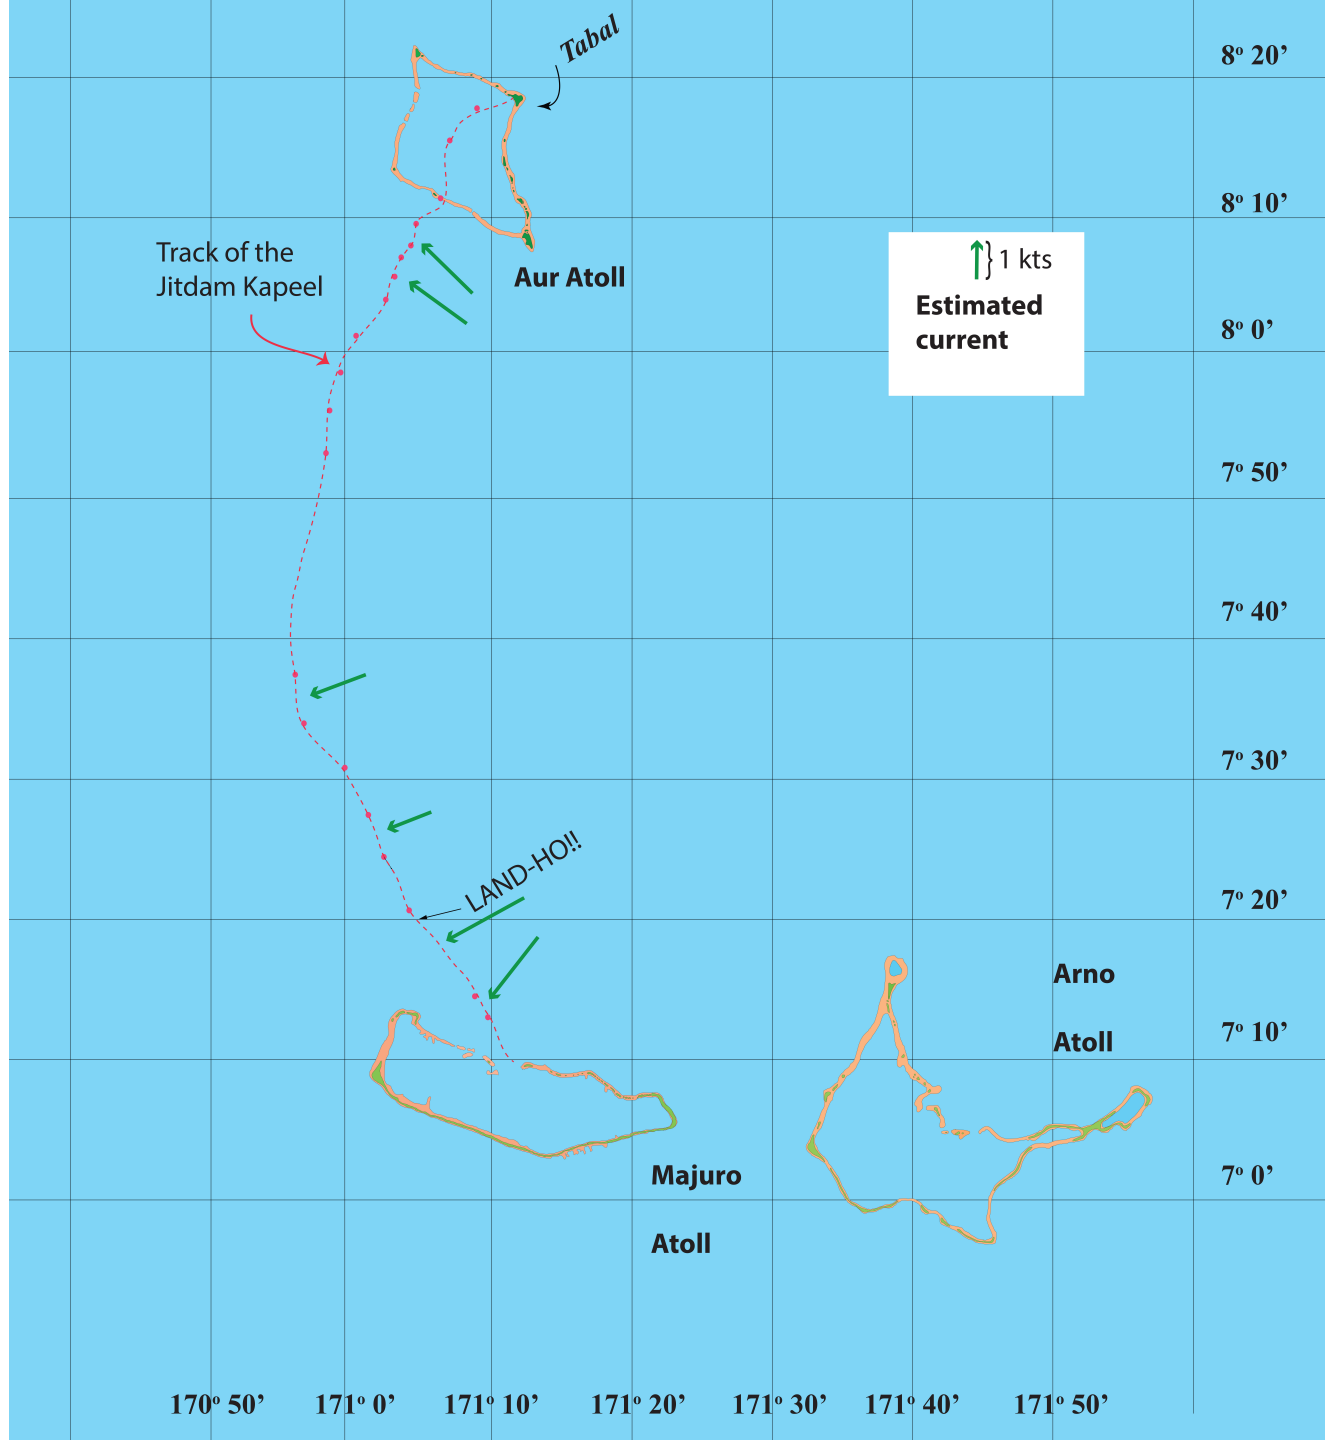 Tabal
8º 20’
8º 10’
Track of the
Jitdam Kapeel
Aur Atoll
1 kts
Estimated
current
8º 0’
7º 50’
7º 40’
7º 30’
LAND-HO!!
7º 20’
Arno
Atoll
7º 10’
Majuro
Atoll
7º 0’
170º 50’
171º 0’
171º 10’
171º 20’
171º 30’
171º 40’
171º 50’